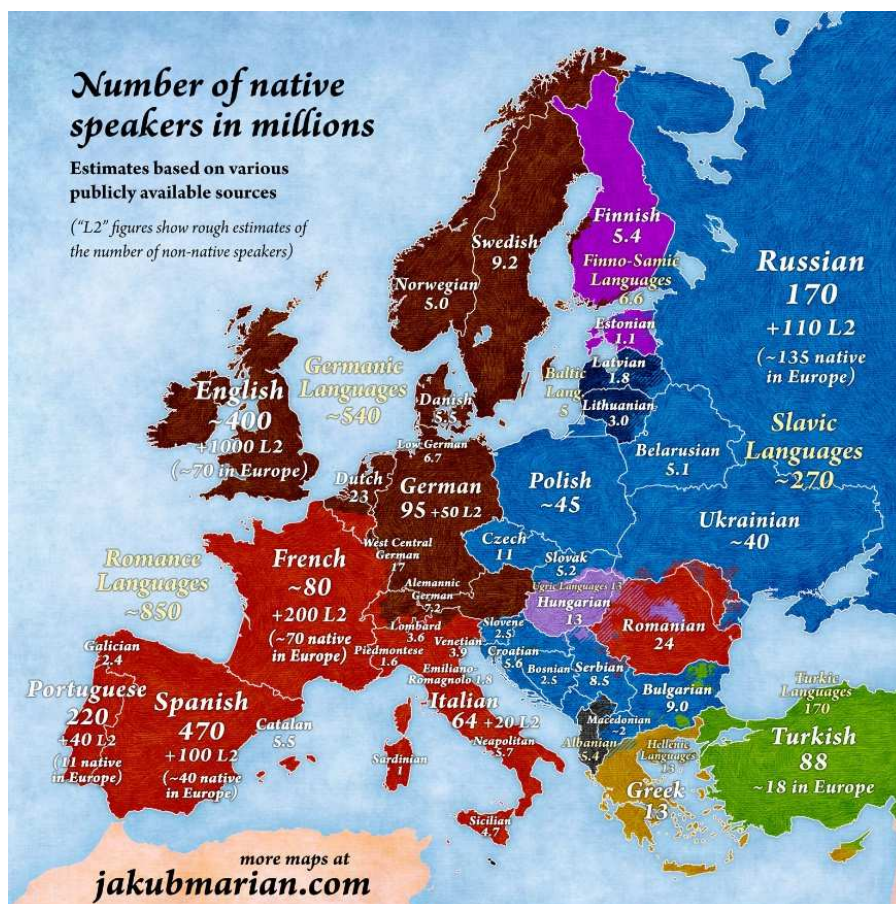 Number of native
speakers in millions
Estimates based on various
publicly available sources
("L2" figures show rough estimates of
the number of non-native speakers)
Finnish
5.4
Finno-Samic
Languages
6.6
Swedish
9.2
Norwegian
5.0
Russian
170
+110 L2
(~135 native
in Europe)
Estonian
1.1
Latvian
1.8
Baltic
Lang.
5
Lithuanian
3.0
Germanic
Languages
~540
English
~400
+1000 L2
(~70 in Europe)
Danish
5.5
Low German
6.7
Dutch
23
German
95 +50 L2
Belarusian
5.1
Slavic
Languages
~270
Polish
~45
Ukrainian
~40
Czech
11
Slovak
5.2
West Central
German
17
Alemannic
German
7.2
Romance
Languages
~850
French
~80
+200 L2
(~70 native
in Europe)
Ugric Languages 13
Hungarian
13
Romanian
24
Lombard
3.6
Piedmontese
1.6
Venetian
3.9
Emiliano-
Romagnolo 1.8
Slovene
2.5
Croatian
5.6
Bosnian
2.5
Serbian
8.5
Bulgarian
9.0
Macedonian
~2
Albanian
5.4
Galician
2.4
Portuguese
220
+40 L2
(11 native
in Europe)
Spanish
470
+100 L2
(~40 native
in Europe)
Catalan
5.5
Italian
64 +20 L2
Neapolitan
5.7
Sardinian
1
Sicilian
4.7
Hellenic
Languages
13
Greek
13
Turkic
Languages
170
Turkish
88
~18 in Europe
more maps at
jakubmarian.com